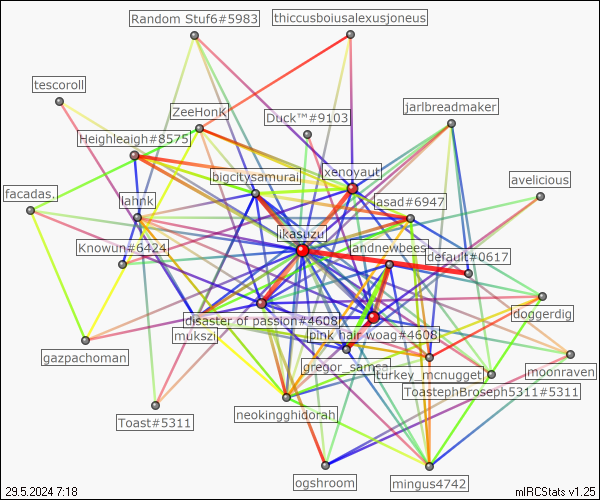 Random Stuf6#5983
thiccusboiusalexusjoneus
tescoroll
ZeeHonK
Duck™#9103
jarlbreadmaker
Heighleagh#8575
bigcitysamurai
xenoyaut
avelicious
facadas.
lahnk
asad#6947
ikasuzu
Knowun#6424
landnewbees
default#0617
disaster of passion#4608
doggerdig
mukszi
pink hair woag#4608
gazpachoman
gregor_samsa
turkey_mcnugget
moonraven
ToastephBroseph5311#5311
Toast#5311
neokingghidorah
ogshroom
mingus4742
29.5.2024 7:18
mIRCStats v1.25